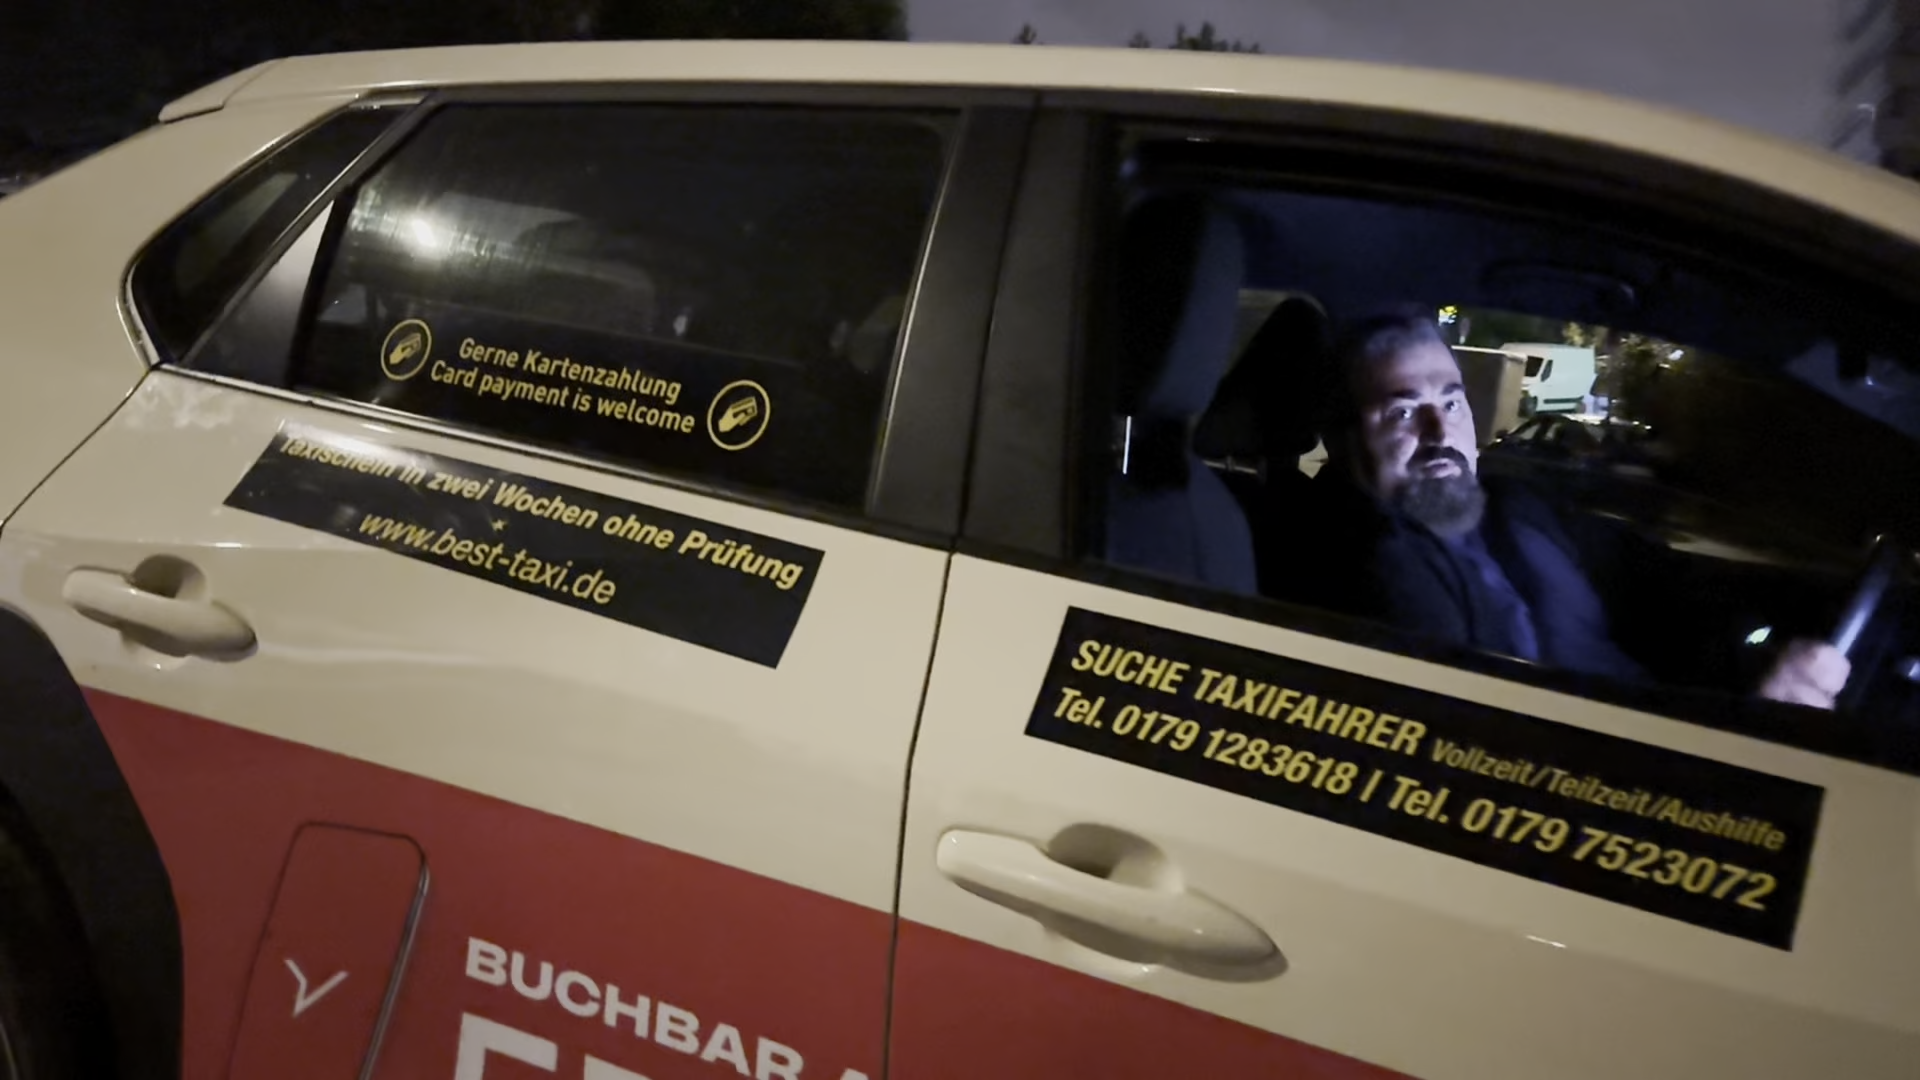 Gerne Kartenzahlung
Card payment is welcome
Taxischein in zwei Wochen ohne Prüfung
www.best-taxi.de
SUCHE TAXIFAHRER Vollzeit/Teilzeit/Aushilfe
Tel. 0179 1283618 | Tel. 0179 7523072
BUCHBAR